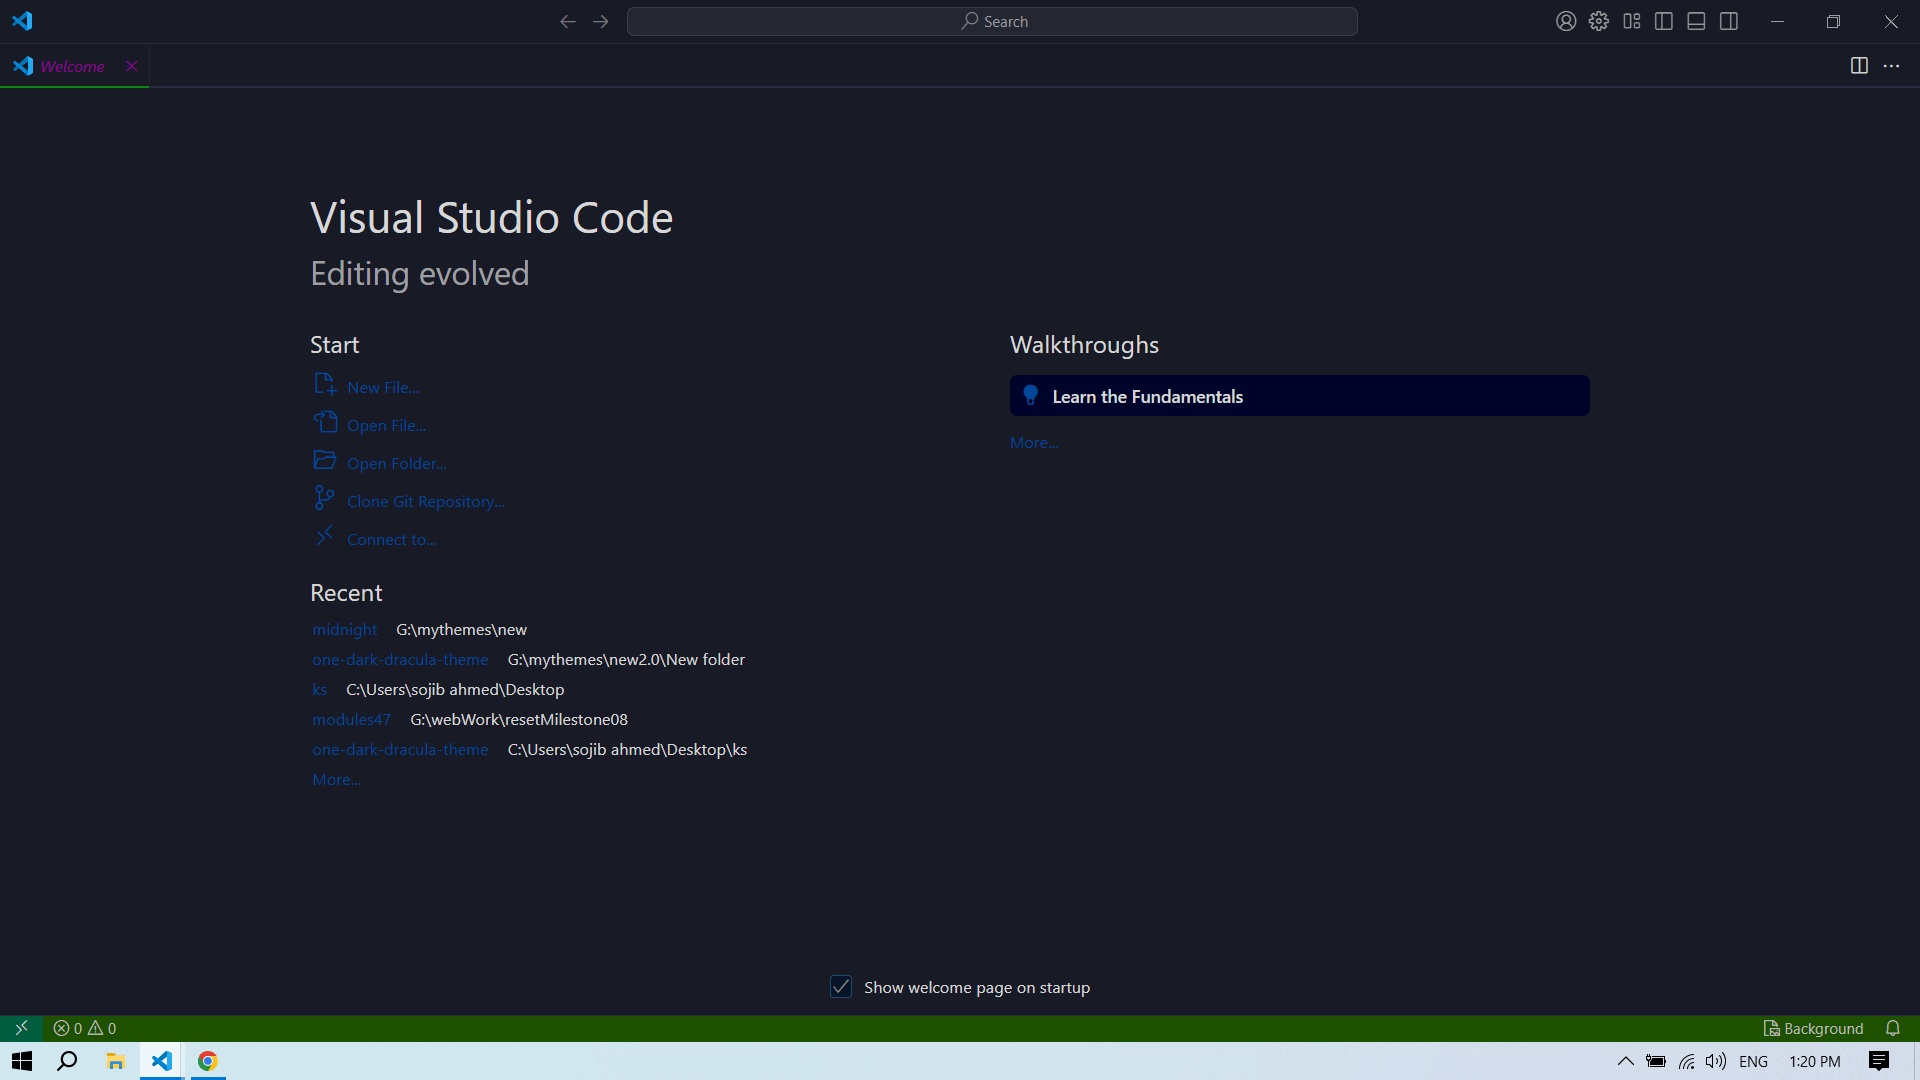 Search
Welcome
Visual Studio Code
Editing evolved
Start
New File...
Open File...
Open Folder...
Clone Git Repository...
Connect to...
Recent
midnight G:\mythemes\new
one-dark-dracula-theme G:\mythemes\new2.0\New folder
ks C:\Users\sojib ahmed\Desktop
modules47 G:\webWork\resetMilestone08
one-dark-dracula-theme C:\Users\sojib ahmed\Desktop\ks
More...
Walkthroughs
Learn the Fundamentals
More...
Show welcome page on startup
0 0 Background
ENG 1:20 PM